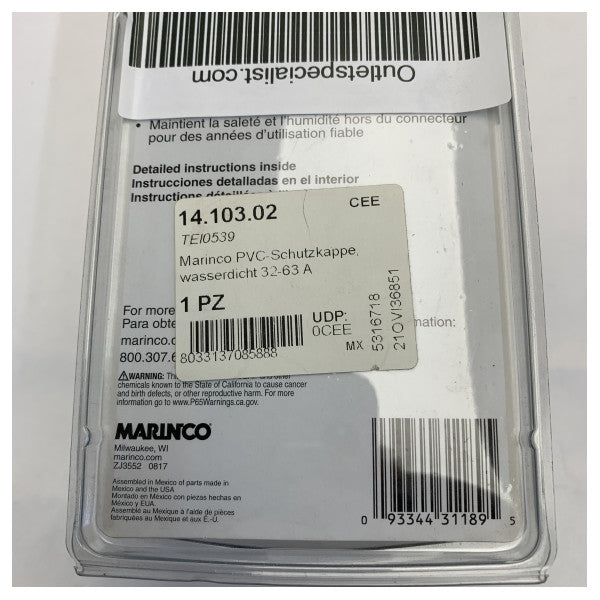 Outletspecialist.com
• Maintient la saleté et l'humidité hors du connecteur
pour des années d'utilisation fiable
Detailed instructions inside
Instrucciones detalladas en el interior
Instructions détaillées à
14.103.02
CEE
TEI0539
Marinco PVC-Schutzkappe,
wasserdicht 32-63 A
1 PZ
UDP:
0CEE
MX
5316718
21OVI36851
8033137085888
For more
Para obte
mation:
marinco.c
800.307.6
WARNING:
chemicals known to the State of California to cause cancer
and birth defects, or other reproductive harm. For more
information go to www.P65Warnings.ca.gov.
MARINCO
Milwaukee, WI
marinco.com
ZJ3552 0817
Assembled in Mexico of parts made in
Mexico and the USA
Montado en México con piezas hechas en
México y EUA.
Assemblé au Mexique à l'aide de pièces
fabriquées au Mexique et aux É.-U.
0 93344 31189 5